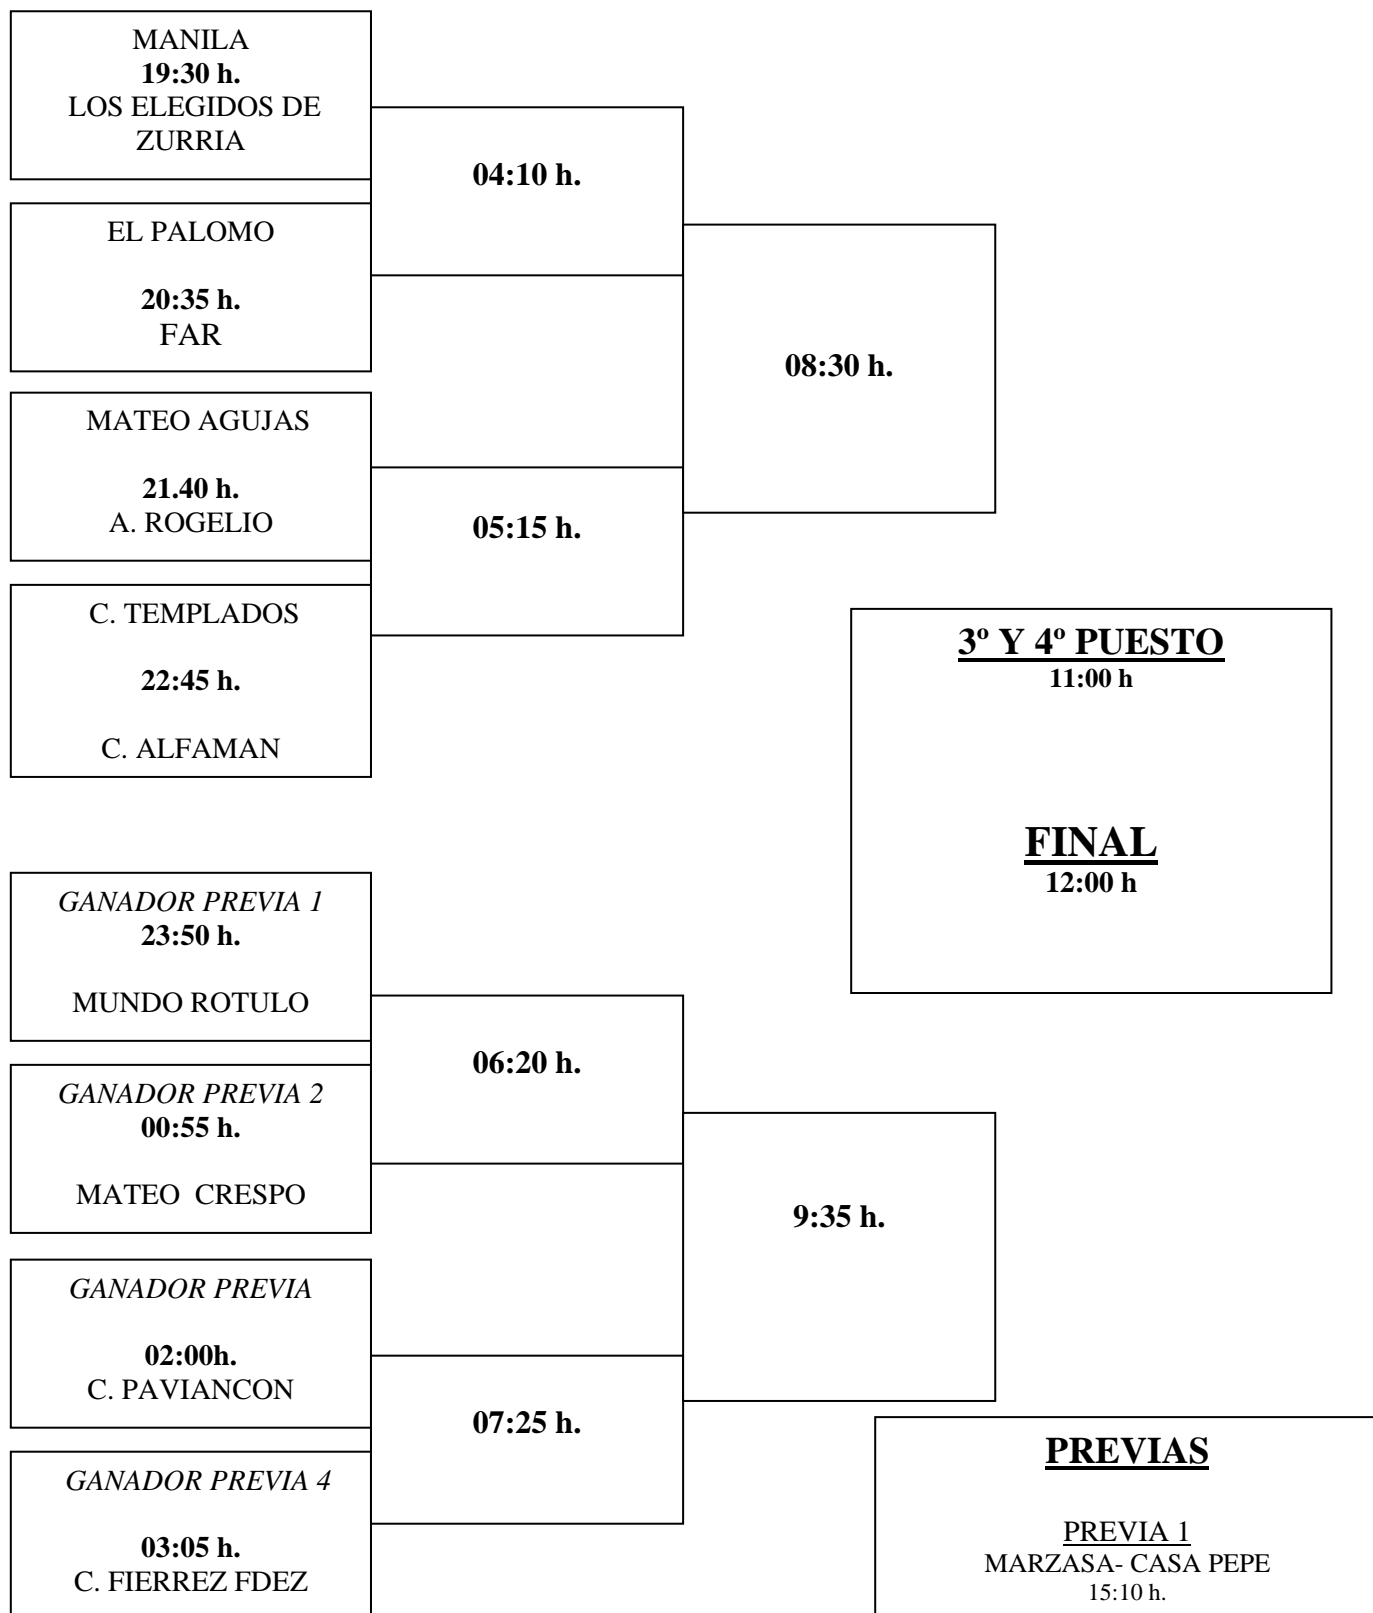 MANILA
19:30 h.
LOS ELEGIDOS DE
ZURRIA
EL PALOMO
20:35 h.
FAR
MATEO AGUJAS
21.40 h.
A. ROGELIO
C. TEMPLADOS
22:45 h.
C. ALFAMAN
04:10 h.
05:15 h.
08:30 h.
3º Y 4º PUESTO
11:00 h
FINAL
12:00 h
GANADOR PREVIA 1
23:50 h.
MUNDO ROTULO
GANADOR PREVIA 2
00:55 h.
MATEO  CRESPO
GANADOR PREVIA
02:00h.
C. PAVIANCON
GANADOR PREVIA 4
03:05 h.
C. FIERREZ FDEZ
06:20 h.
07:25 h.
9:35 h.
PREVIAS
PREVIA 1
MARZASA- CASA PEPE
15:10 h.